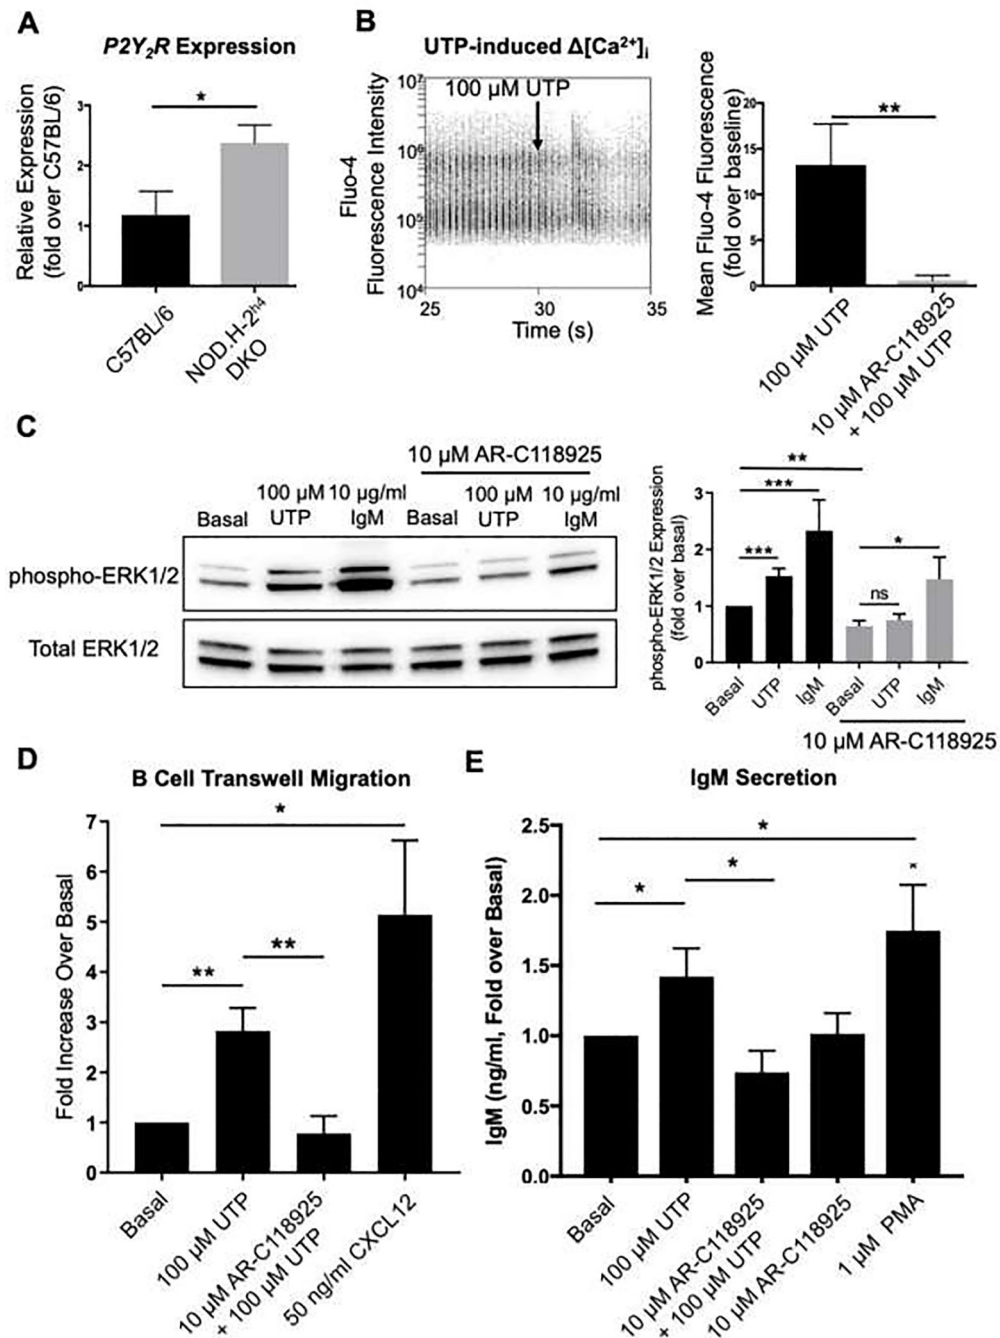 A
P2Y₂R Expression
*
Relative Expression
(fold over C57BL/6)
3
2
1
0
C57BL/6
NOD.H-2ʰ⁴
DKO
B
UTP-induced Δ[Ca²⁺]ᵢ
100 µM UTP
Fluo-4
Fluorescence Intensity
10⁷
10⁶
10⁵
10⁴
25
30
35
Time (s)
Mean Fluo-4 Fluorescence
(fold over baseline)
20
15
10
5
0
**
100 µM UTP
10 µM AR-C118925
+ 100 µM UTP
C
10 µM AR-C118925
100 µM
10 µg/ml
100 µM
10 µg/ml
Basal
UTP
IgM
Basal
UTP
IgM
phospho-ERK1/2
Total ERK1/2
phospho-ERK1/2 Expression
(fold over basal)
3
2
1
0
**
***
***
*
ns
Basal
UTP
IgM
Basal
UTP
IgM
10 µM AR-C118925
D
B Cell Transwell Migration
Fold Increase Over Basal
7
6
5
4
3
2
1
0
*
**
**
Basal
100 µM UTP
10 µM AR-C118925
+ 100 µM UTP
50 ng/ml CXCL12
E
IgM Secretion
IgM (ng/ml, Fold over Basal)
2.5
2.0
1.5
1.0
0.5
0.0
*
*
*
*
Basal
100 µM UTP
10 µM AR-C118925
+ 100 µM UTP
10 µM AR-C118925
1 µM PMA